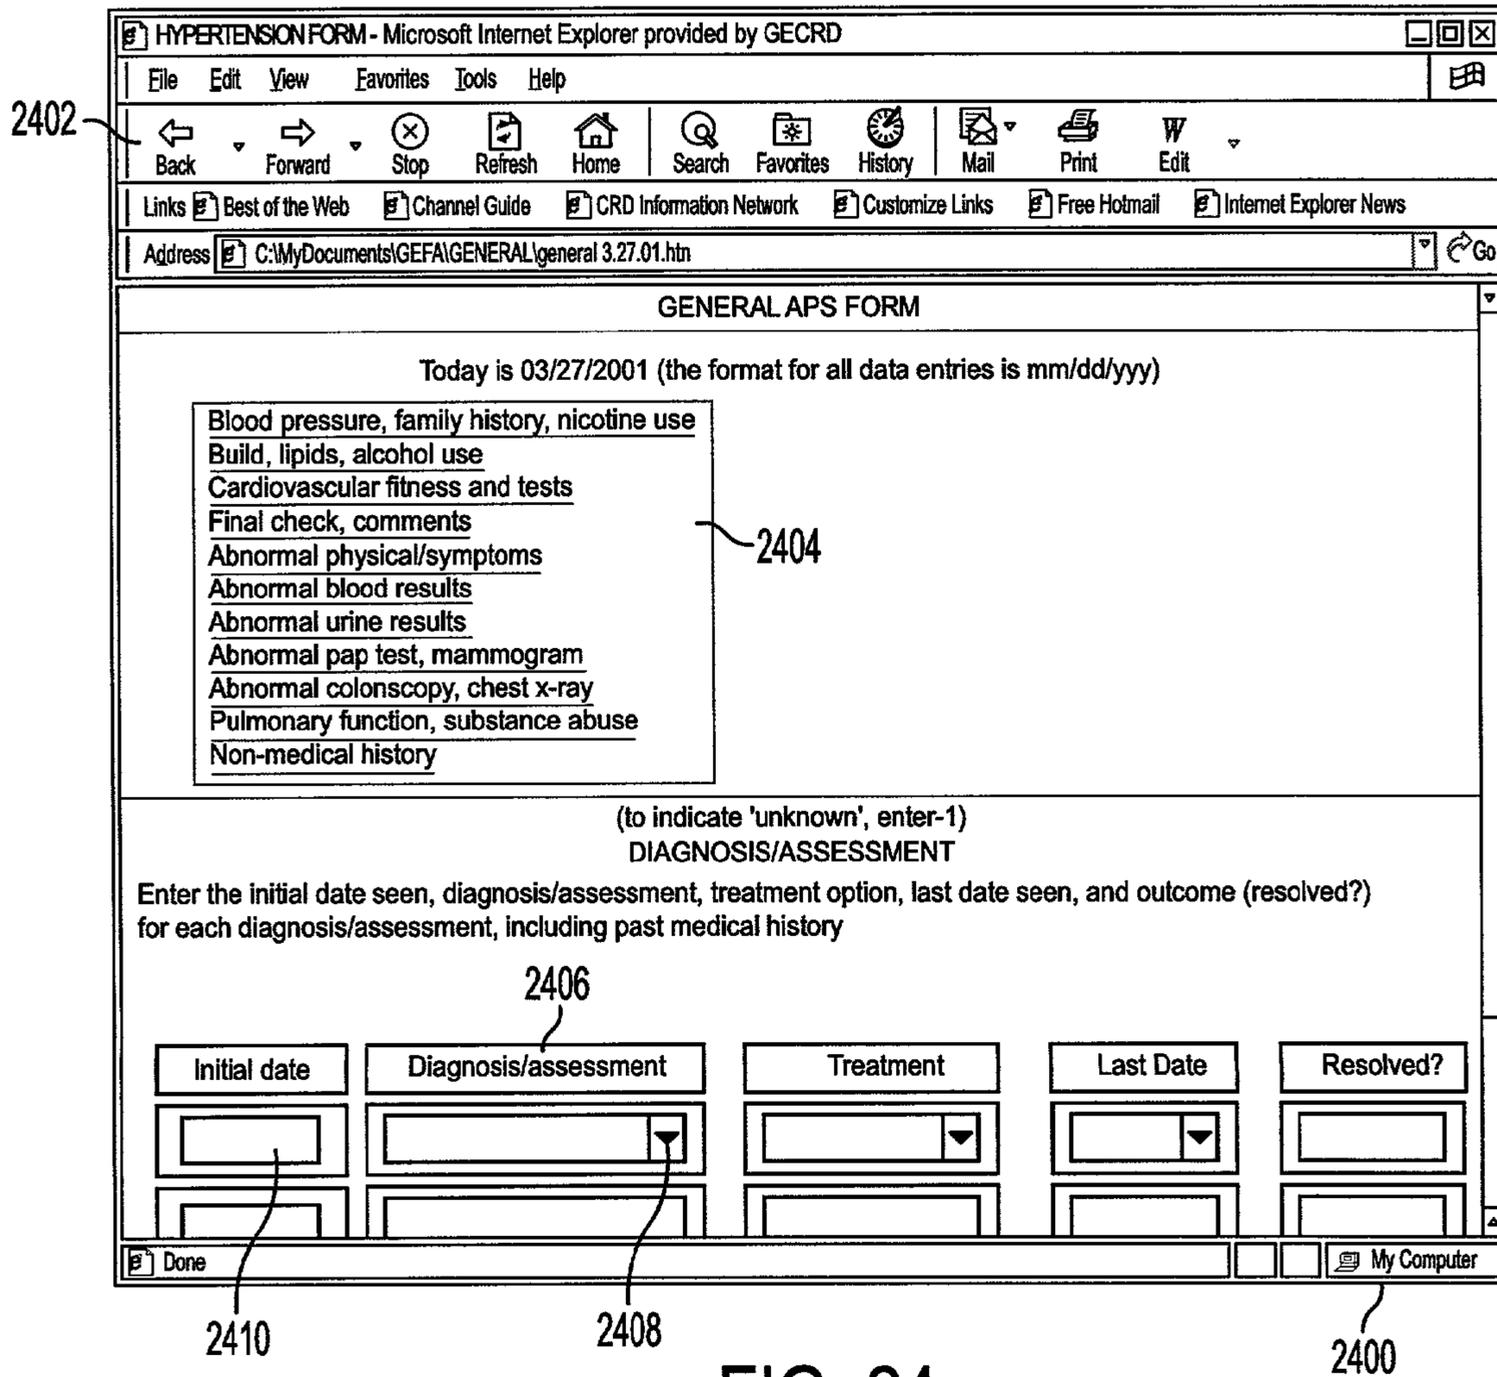 HYPERTENSION FORM - Microsoft Internet Explorer provided by GECRD
File Edit View Favorites Tools Help
2402
Back Forward Stop Refresh Home Search Favorites History Mail Print Edit
Links Best of the Web Channel Guide CRD Information Network Customize Links Free Hotmail Internet Explorer News
Address C:\MyDocuments\GEFA\GENERAL\general 3.27.01.htn Go
GENERAL APS FORM
Today is 03/27/2001 (the format for all data entries is mm/dd/yyy)
Blood pressure, family history, nicotine use
Build, lipids, alcohol use
Cardiovascular fitness and tests
Final check, comments
2404
Abnormal physical/symptoms
Abnormal blood results
Abnormal urine results
Abnormal pap test, mammogram
Abnormal colonscopy, chest x-ray
Pulmonary function, substance abuse
Non-medical history
(to indicate 'unknown', enter-1)
DIAGNOSIS/ASSESSMENT
Enter the initial date seen, diagnosis/assessment, treatment option, last date seen, and outcome (resolved?)
for each diagnosis/assessment, including past medical history
2406
Initial date Diagnosis/assessment Treatment Last Date Resolved?
Done My Computer
2410 2408 2400
FIG. 24